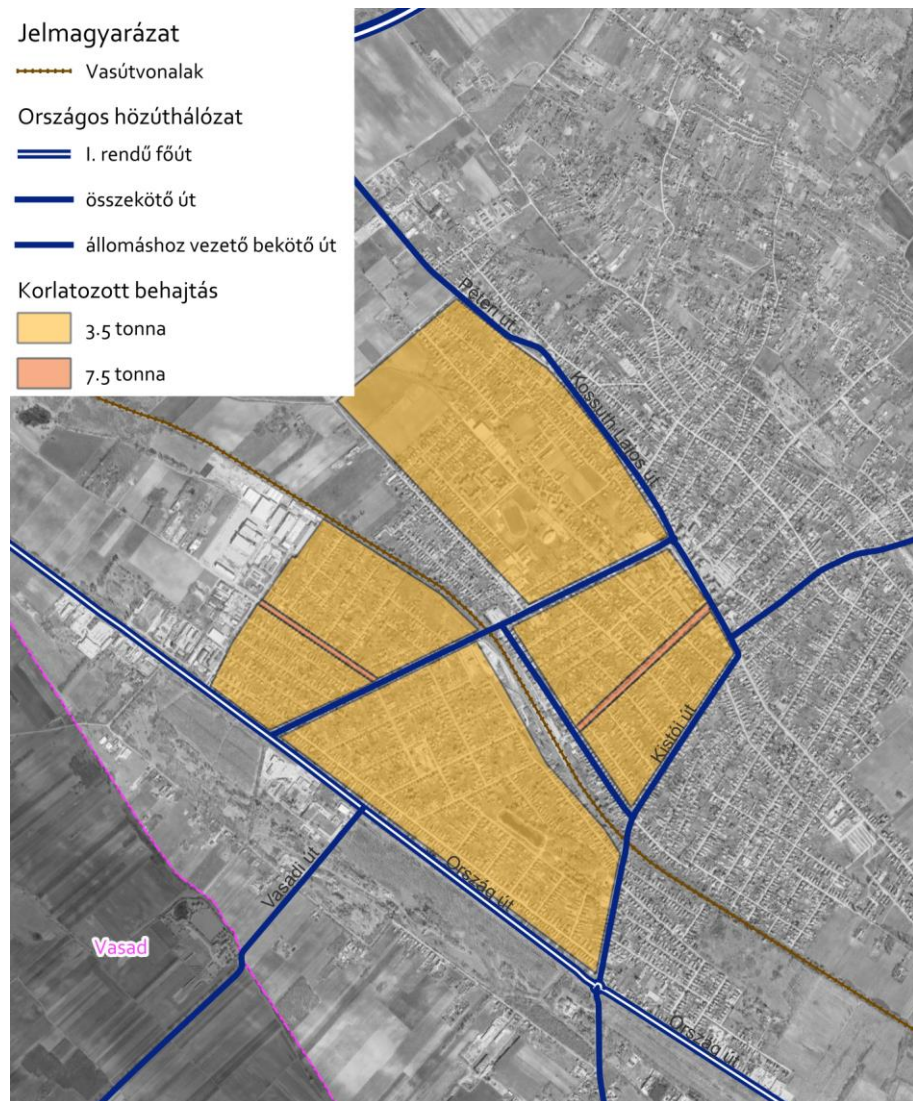 Jelmagyarázat
Vasútvonalak
Országos hözúthálózat
I. rendű főút
összekötő út
állomáshoz vezető bekötő út
Korlatozott behajtás
3.5 tonna
7.5 tonna
Péteri út
Kossuth Lajos út
Kistói út
Vasadi út
Ország út
Vasad
Ország út